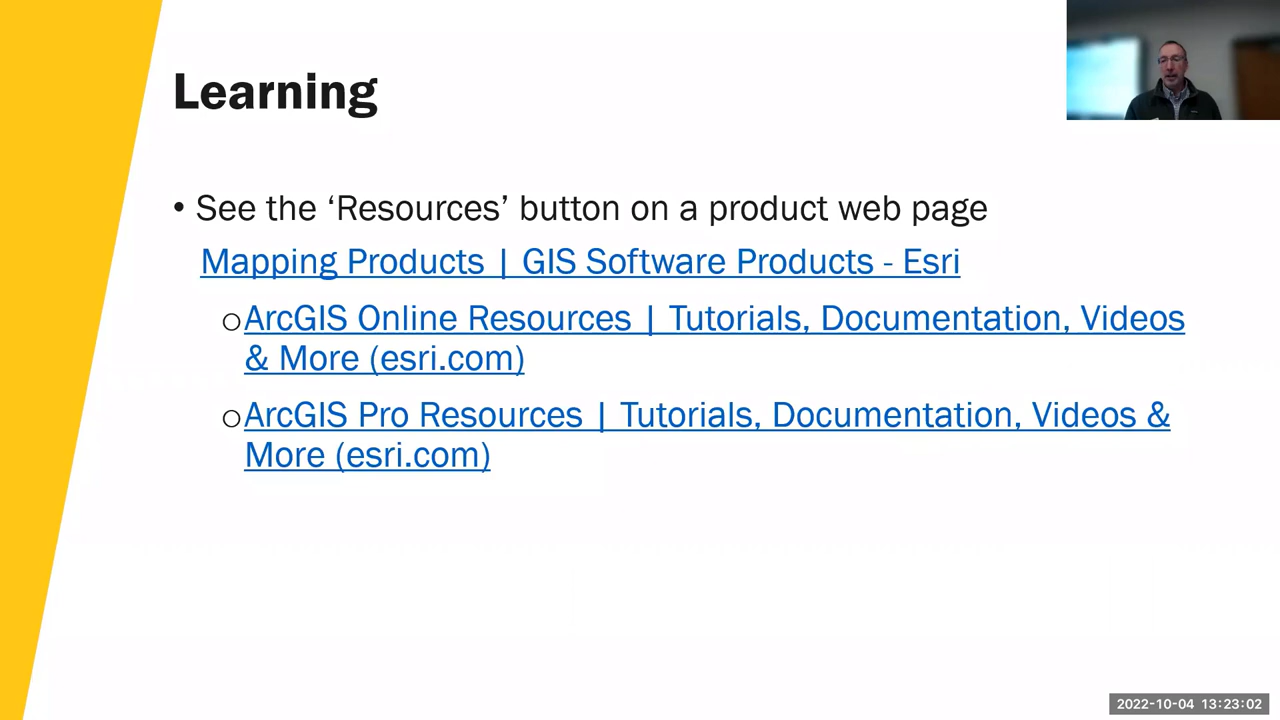 Learning
• See the ‘Resources’ button on a product web page
Mapping Products | GIS Software Products - Esri
○ArcGIS Online Resources | Tutorials, Documentation, Videos
& More (esri.com)
○ArcGIS Pro Resources | Tutorials, Documentation, Videos &
More (esri.com)
2022-10-04 13:23:02